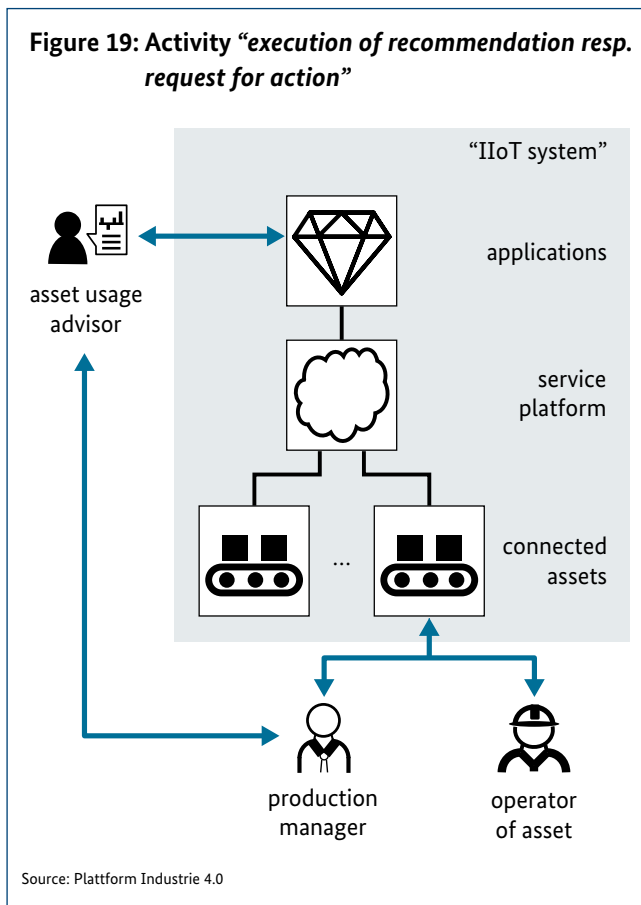 Figure 19: Activity “execution of recommendation resp.
request for action”
“IIoT system”
applications
asset usage
advisor
service
platform
...
connected
assets
production
manager
operator
of asset
Source: Plattform Industrie 4.0